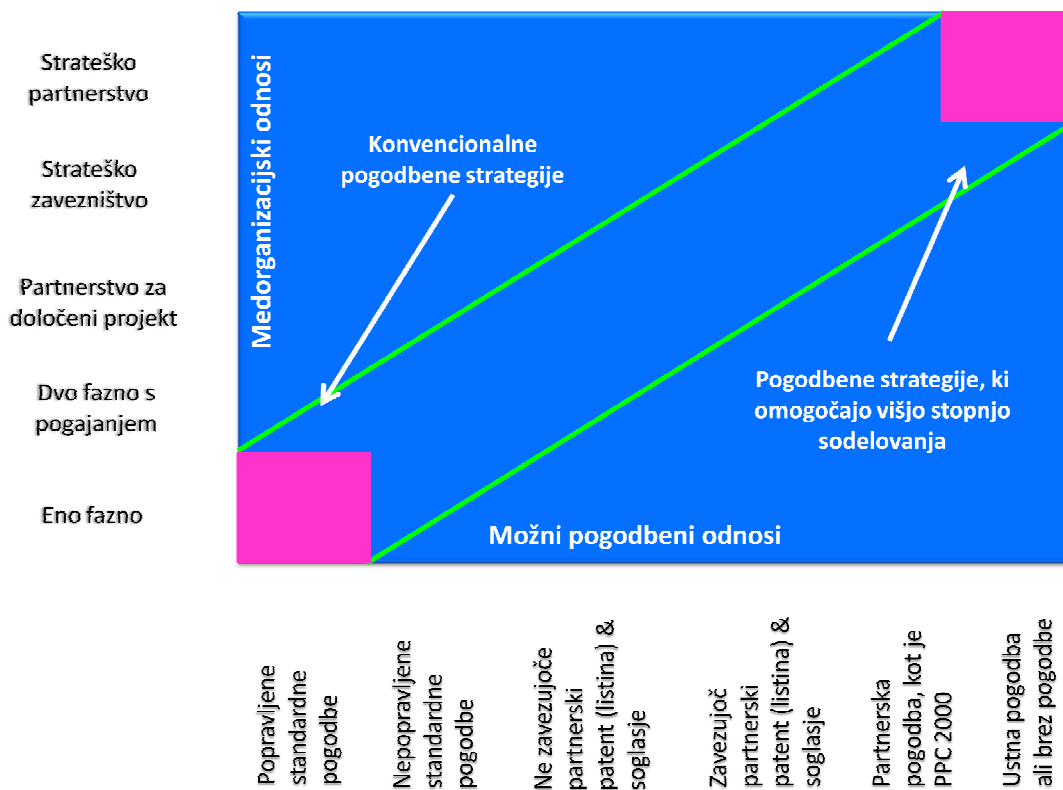 Strateško
partnerstvo
Strateško
zavezništvo
Partnerstvo za
določeni projekt
Dvo fazno s
pogajanjem
Eno fazno
Medorganizacijski odnosi
Konvencionalne
pogodbene strategije
Pogodbene strategije, ki
omogočajo višjo stopnjo
sodelovanja
Možni pogodbeni odnosi
Popravljene
standardne
pogodbe
Nepopravljene
standardne
pogodbe
Ne zavezujoče
partnerski
patent (listina) &
soglasje
Zavezujoč
partnerski
patent (listina) &
soglasje
Partnerska
pogodba, kot je
PPC 2000
Ustna pogodba
ali brez pogodbe